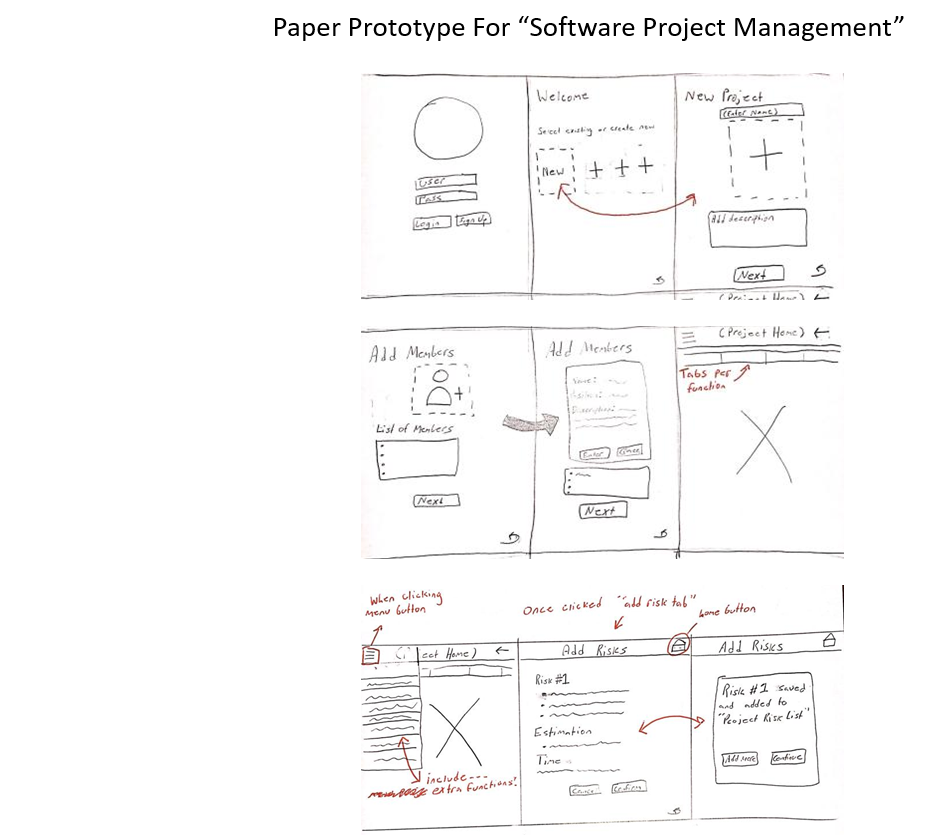 Paper Prototype For “Software Project Management”
User
Pass
Login
Sign Up
Welcome
Select existing or create new
New
New Project
(Enter Name)
Add description
Next
(Project Home)
Add Members
List of Members
Next
Add Members
Name:
Description:
Enter
Cancel
Next
(Project Home)
Tabs per
function
When clicking
Menu button
ect Home)
include---
extra functions!
Once clicked "add risk tab"
home button
Add Risks
Risk #1
Estimation
Time
Cancel
Confirm
Add Risks
Risk #1 saved
and added to
"Project Risk List"
Add More
Continue